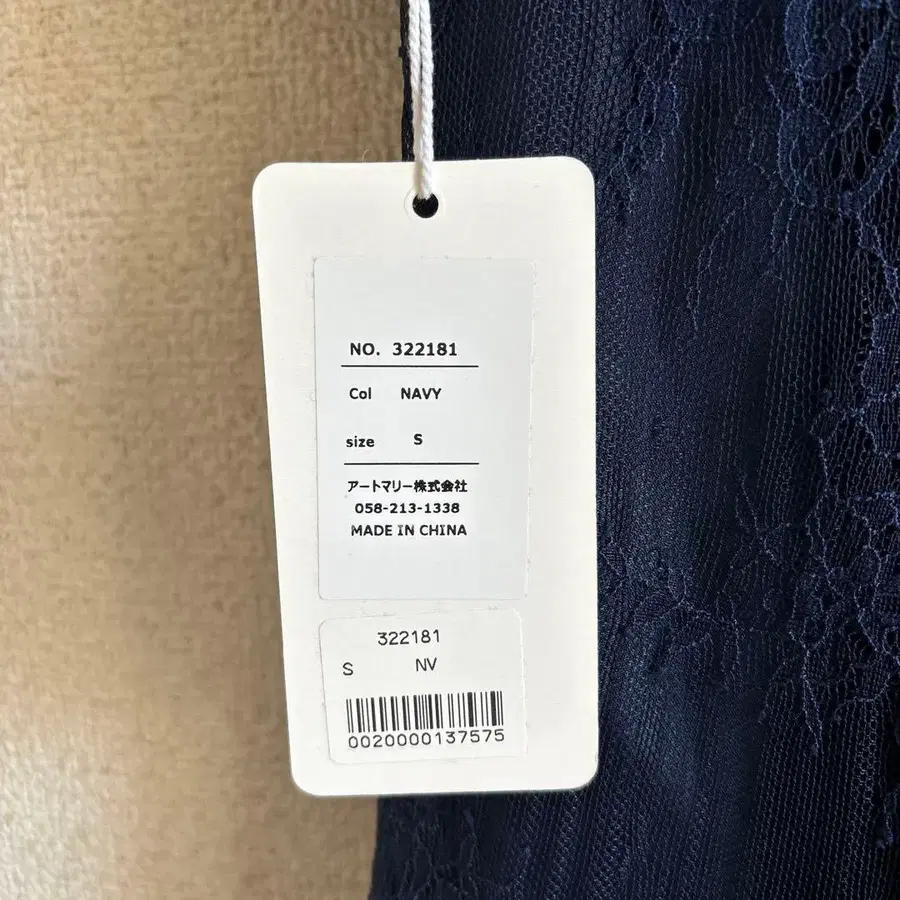 NO. 322181
Col NAVY
size S
アートマリー株式会社
058-213-1338
MADE IN CHINA
322181
S NV
0020000137575